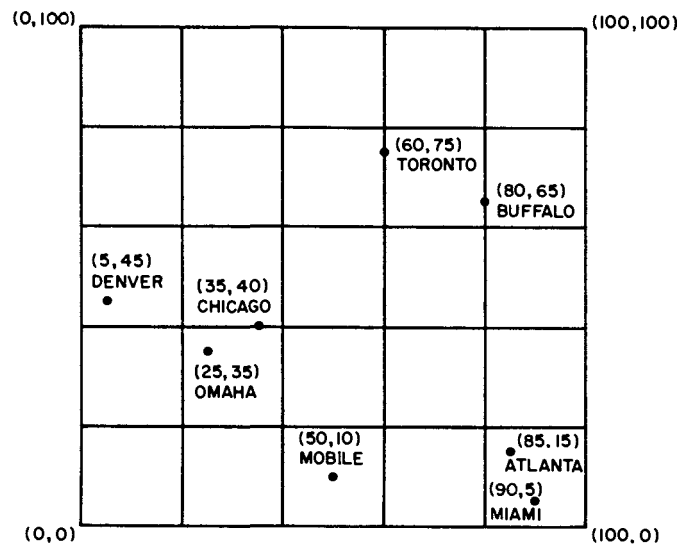 (0,100)
(100,100)
(60,75)
TORONTO
(80,65)
BUFFALO
(5,45)
DENVER
(35,40)
CHICAGO
(25,35)
OMAHA
(50,10)
MOBILE
(85.15)
ATLANTA
(90,5)
MIAMI
(0,0)
(100,0)